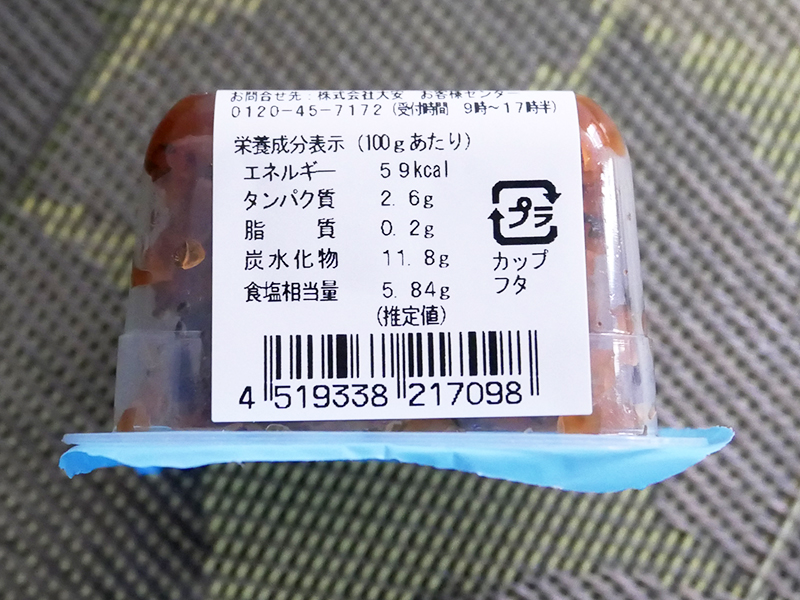 お問合せ先：株式会社大安 お客様センター
0120-45-7172（受付時間 9時～17時半）
栄養成分表示（100gあたり）
エネルギー 59kcal
タンパク質 2.6g
脂 質 0.2g
炭水化物 11.8g
食塩相当量 5.84g
（推定値）
プラ
カップ
フタ
4 519338 217098